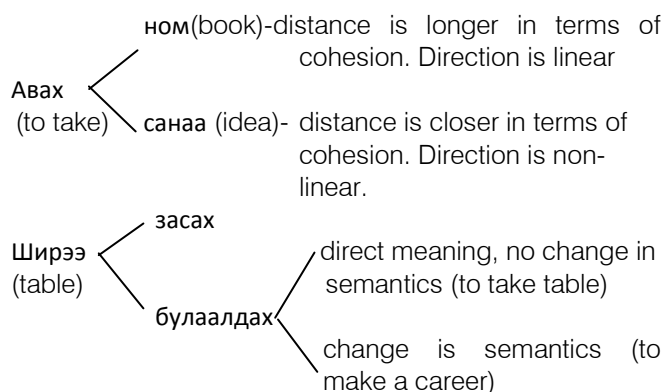 ном(book)-distance is longer in terms of
cohesion. Direction is linear
Авах
(to take)
санаа (idea)- distance is closer in terms of
cohesion. Direction is non-
linear.
засах
Ширээ
(table)
direct meaning, no change in
semantics (to take table)
булаалдах
change is semantics (to
make a career)